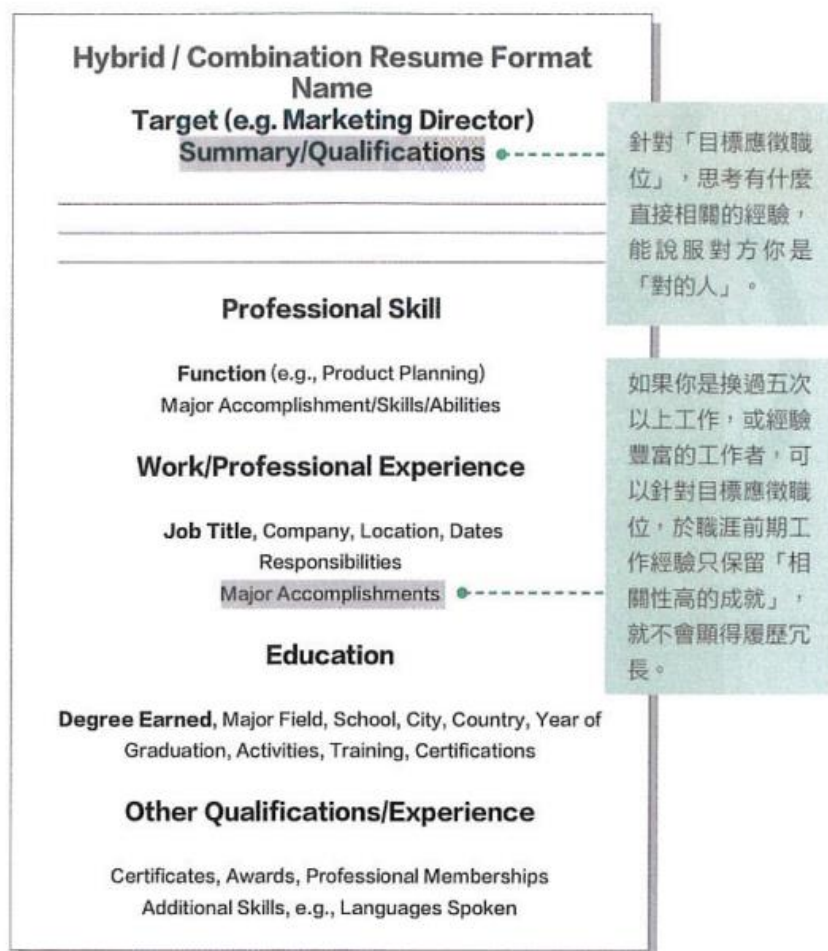 Hybrid / Combination Resume Format
Name
Target (e.g. Marketing Director)
Summary/Qualifications
針對「目標應徵職
位」，思考有什麼
直接相關的經驗，
能說服對方你是
「對的人」。
Professional Skill
Function (e.g., Product Planning)
Major Accomplishment/Skills/Abilities
Work/Professional Experience
Job Title, Company, Location, Dates
Responsibilities
Major Accomplishments
如果你是換過五次
以上工作，或經驗
豐富的工作者，可
以針對目標應徵職
位，於職涯前期工
作經驗只保留「相
關性高的成就」，
就不會顯得履歷冗
長。
Education
Degree Earned, Major Field, School, City, Country, Year of
Graduation, Activities, Training, Certifications
Other Qualifications/Experience
Certificates, Awards, Professional Memberships
Additional Skills, e.g., Languages Spoken